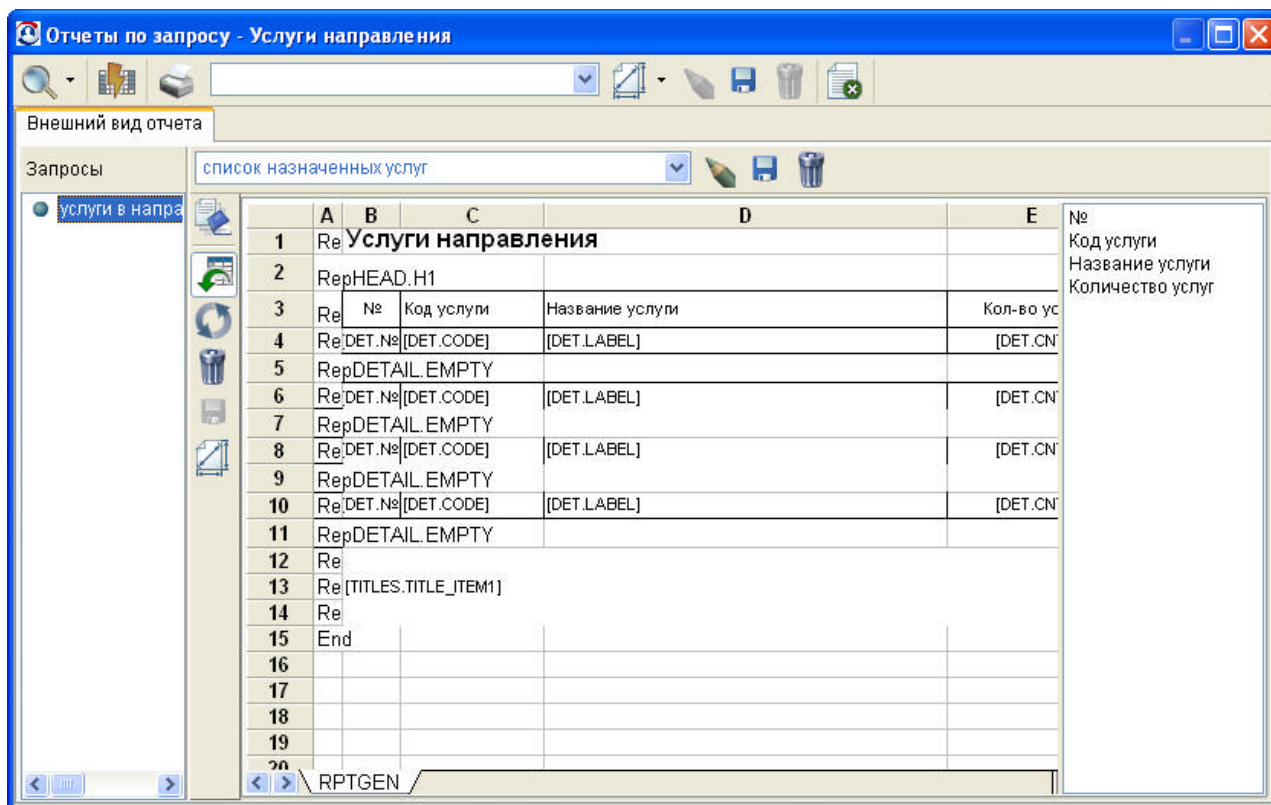 Отчеты по запросу - Услуги направления
Внешний вид отчета
Запросы
список назначенных услуг
услуги в напра
A B C D E
1 Re Услуги направления
2 RepHEAD.H1
3 Re № Код услуги Название услуги Кол-во ус
4 Re DET.№ [DET.CODE] [DET.LABEL] [DET.CN
5 RepDETAIL.EMPTY
6 Re DET.№ [DET.CODE] [DET.LABEL] [DET.CN
7 RepDETAIL.EMPTY
8 Re DET.№ [DET.CODE] [DET.LABEL] [DET.CN
9 RepDETAIL.EMPTY
10 Re DET.№ [DET.CODE] [DET.LABEL] [DET.CN
11 RepDETAIL.EMPTY
12 Re
13 Re [TITLES.TITLE_ITEM1]
14 Re
15 End
16
17
18
19
20
RPTGEN
№
Код услуги
Название услуги
Количество услуг